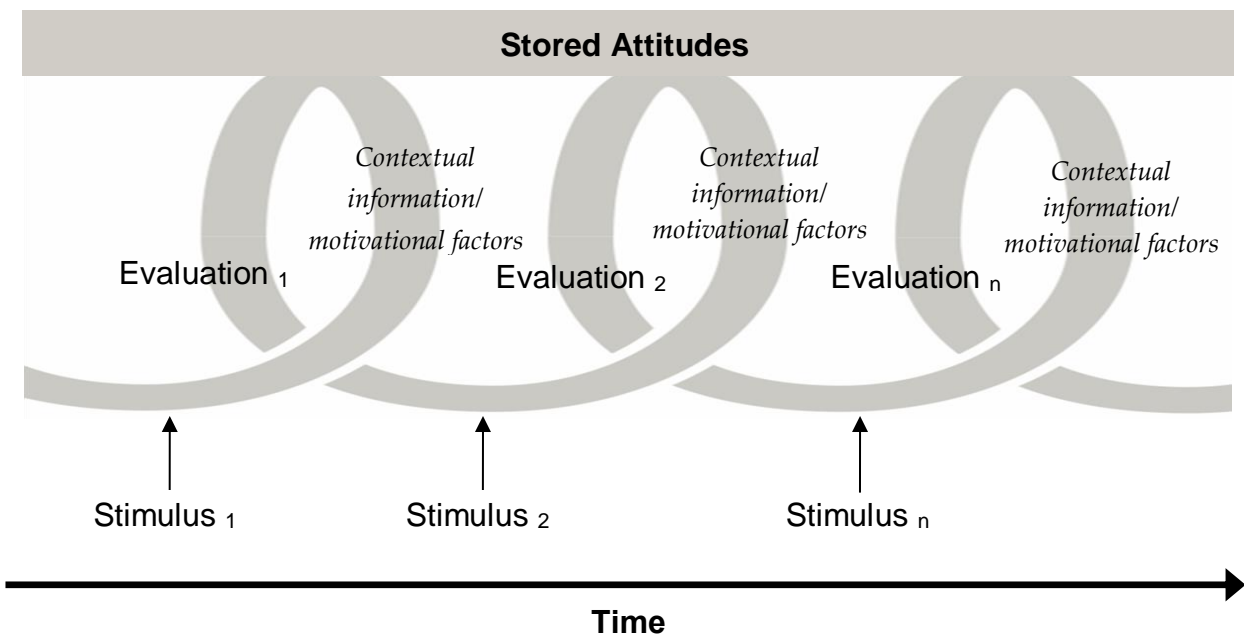 Stored Attitudes
Contextual
information/
motivational factors
Contextual
information/
motivational factors
Contextual
information/
motivational factors
Evaluation 1
Evaluation 2
Evaluation n
Stimulus 1
Stimulus 2
Stimulus n
Time